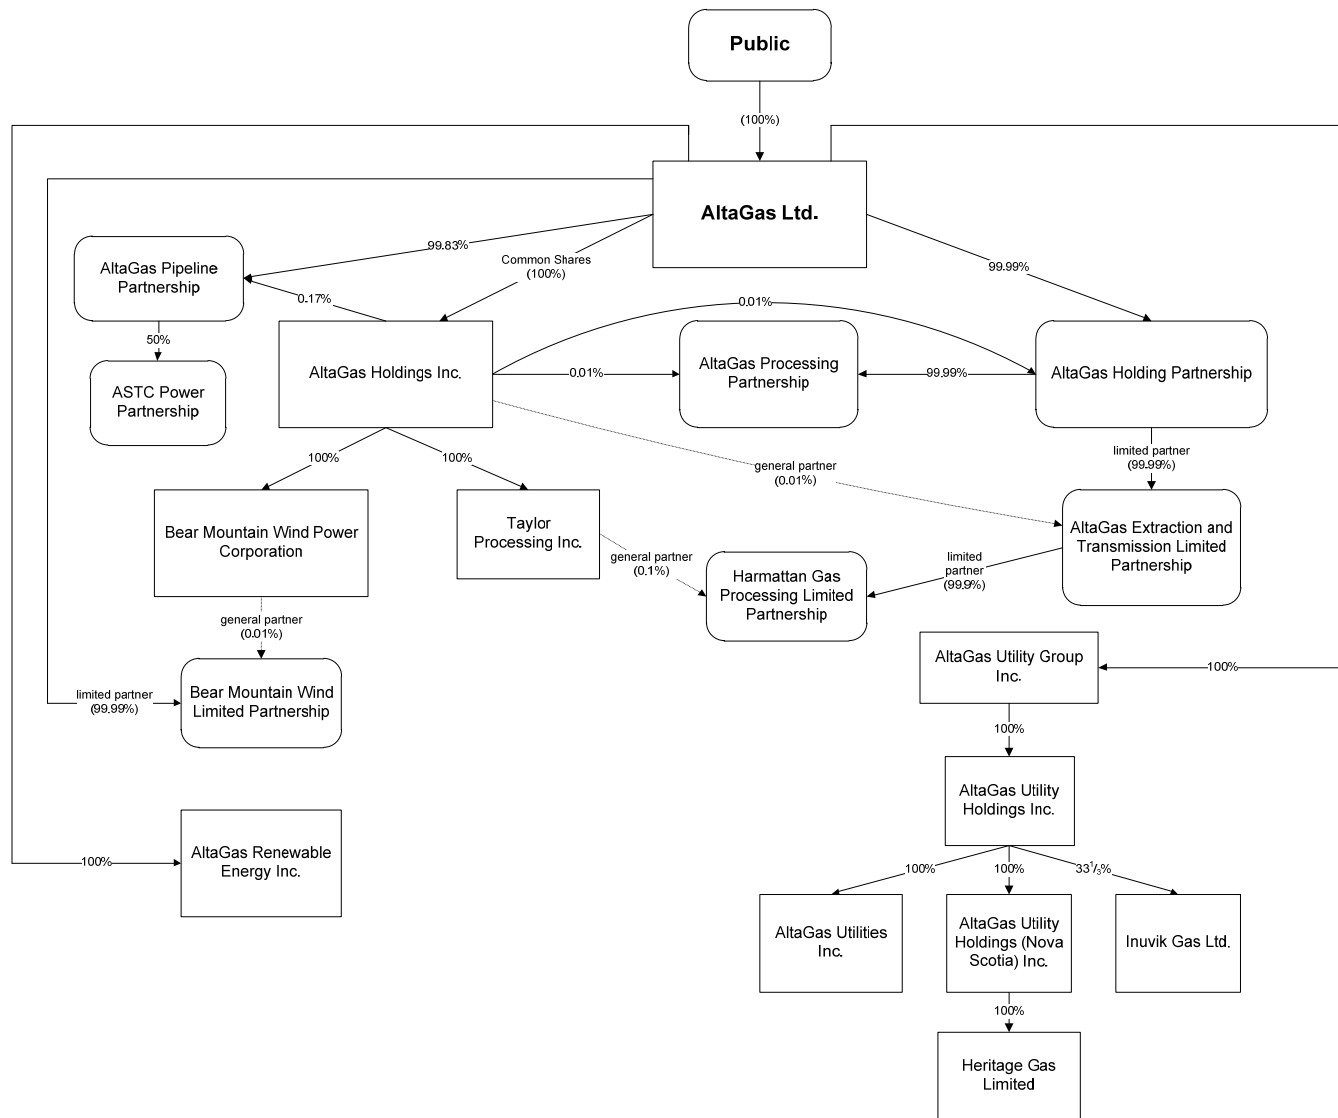 Public
(100%)
AltaGas Ltd.
99.83%
Common Shares
(100%)
99.99%
AltaGas Pipeline
Partnership
0.17%
0.01%
50%
AltaGas Holdings Inc.
0.01%
AltaGas Processing
Partnership
99.99%
AltaGas Holding Partnership
ASTC Power
Partnership
100%
100%
general partner
(0.01%)
limited partner
(99.99%)
Bear Mountain Wind Power
Corporation
Taylor
Processing Inc.
general partner
(0.1%)
Harmattan Gas
Processing Limited
Partnership
limited
partner
(99.9%)
AltaGas Extraction and
Transmission Limited
Partnership
general partner
(0.01%)
limited partner
(99.99%)
Bear Mountain Wind
Limited Partnership
AltaGas Utility Group
Inc.
100%
100%
AltaGas Utility
Holdings Inc.
100%
AltaGas Renewable
Energy Inc.
100%
100%
33¹/₃%
AltaGas Utilities
Inc.
AltaGas Utility
Holdings (Nova
Scotia) Inc.
Inuvik Gas Ltd.
100%
Heritage Gas
Limited